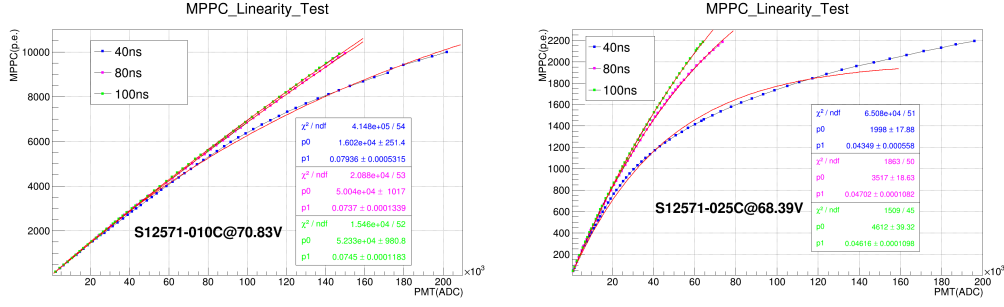 MPPC_Linearity_Test
MPPC(p.e.)
10000
8000
6000
4000
2000
40ns
80ns
100ns
χ² / ndf 4.148e+05 / 54
p0 1.602e+04 ± 251.4
p1 0.07936 ± 0.0005315
χ² / ndf 2.088e+04 / 53
p0 5.004e+04 ± 1017
p1 0.0737 ± 0.0001339
χ² / ndf 1.546e+04 / 52
p0 5.233e+04 ± 980.8
p1 0.0745 ± 0.0001183
S12571-010C@70.83V
20 40 60 80 100 120 140 160 180 200
×10³
PMT(ADC)
MPPC_Linearity_Test
MPPC(p.e.)
2200
2000
1800
1600
1400
1200
1000
800
600
400
200
40ns
80ns
100ns
χ² / ndf 6.508e+04 / 51
p0 1998 ± 17.88
p1 0.04349 ± 0.000558
χ² / ndf 1863 / 50
p0 3517 ± 18.63
p1 0.04702 ± 0.0001082
χ² / ndf 1509 / 45
p0 4612 ± 39.32
p1 0.04616 ± 0.0001098
S12571-025C@68.39V
20 40 60 80 100 120 140 160 180 200
×10³
PMT(ADC)